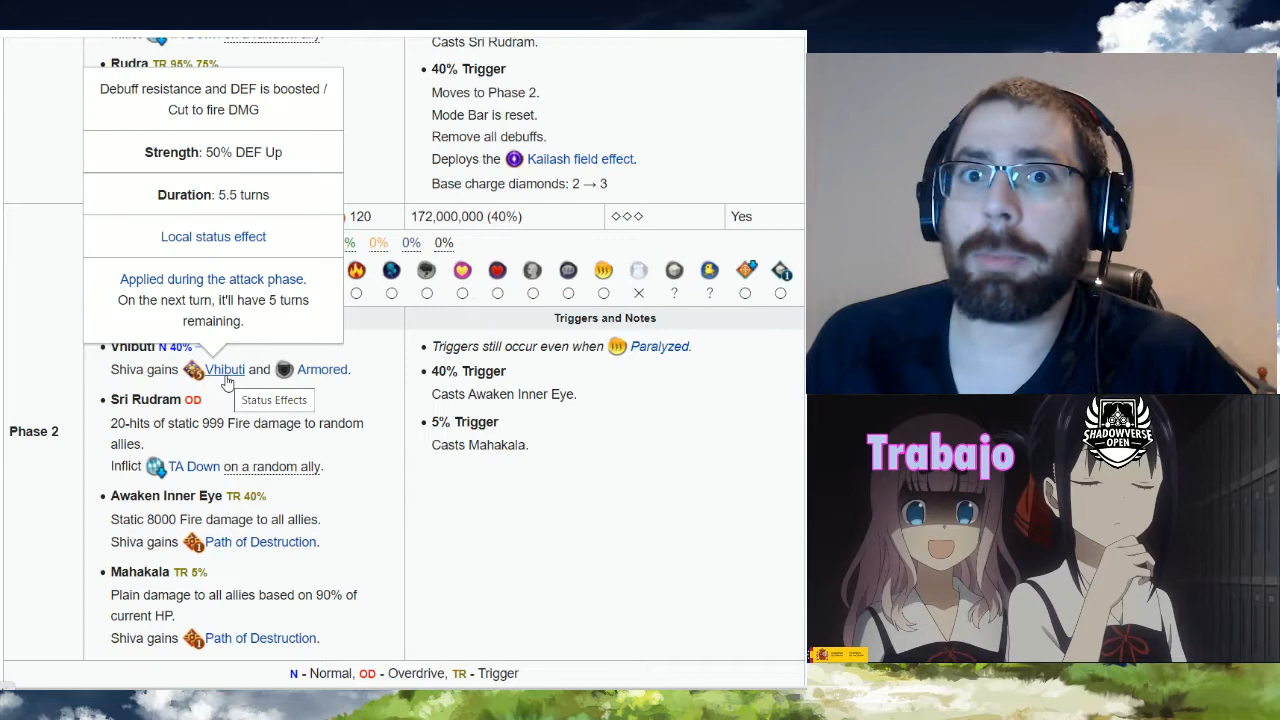 Rudra TR 95% 75%
Debuff resistance and DEF is boosted /
Cut to fire DMG
Strength: 50% DEF Up
Duration: 5.5 turns
Local status effect
Applied during the attack phase.
On the next turn, it'll have 5 turns
remaining.
Vhibuti N 40%
Shiva gains Vhibuti and Armored.
Status Effects
Sri Rudram OD
20-hits of static 999 Fire damage to random
allies.
Inflict TA Down on a random ally.
Phase 2
Awaken Inner Eye TR 40%
Static 8000 Fire damage to all allies.
Shiva gains Path of Destruction.
Mahakala TR 5%
Plain damage to all allies based on 90% of
current HP.
Shiva gains Path of Destruction.
Casts Sri Rudram.
40% Trigger
Moves to Phase 2.
Mode Bar is reset.
Remove all debuffs.
Deploys the Kailash field effect.
Base charge diamonds: 2 → 3
120
172,000,000 (40%)
◇◇◇
Yes
% 0% 0% 0%
○ ○ ○ ○ ○ ○ ○ ○ × ? ? ○ ○
Triggers and Notes
Triggers still occur even when Paralyzed.
40% Trigger
Casts Awaken Inner Eye.
5% Trigger
Casts Mahakala.
N - Normal, OD - Overdrive, TR - Trigger
Trabajo
SHADOWVERSE
OPEN